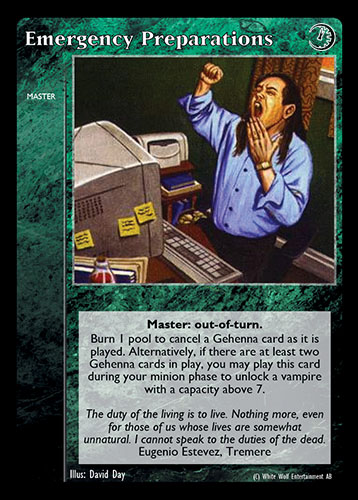 Emergency Preparations
MASTER
Master: out-of-turn.
Burn 1 pool to cancel a Gehenna card as it is
played. Alternatively, if there are at least two
Gehenna cards in play, you may play this card
during your minion phase to unlock a vampire
with a capacity above 7.
The duty of the living is to live. Nothing more, even
for those of us whose lives are somewhat
unnatural. I cannot speak to the duties of the dead.
Eugenio Estevez, Tremere
Illus: David Day
(C) White Wolf Entertainment AB